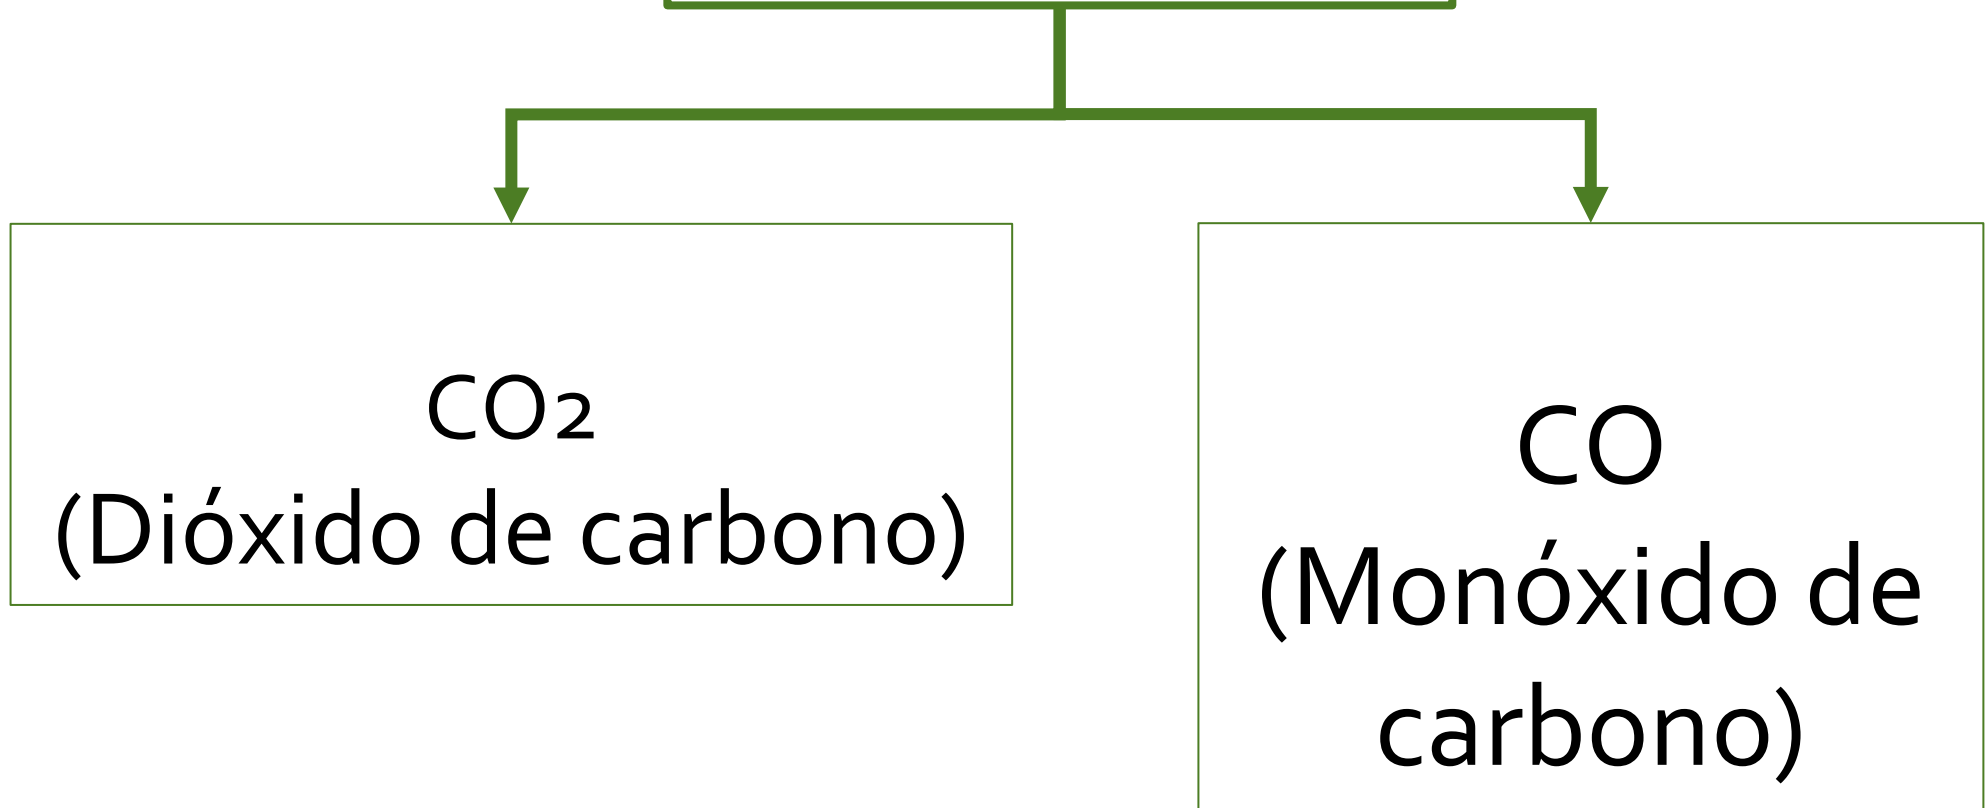 CO2
(Dióxido de carbono)
CO
(Monóxido de
carbono)